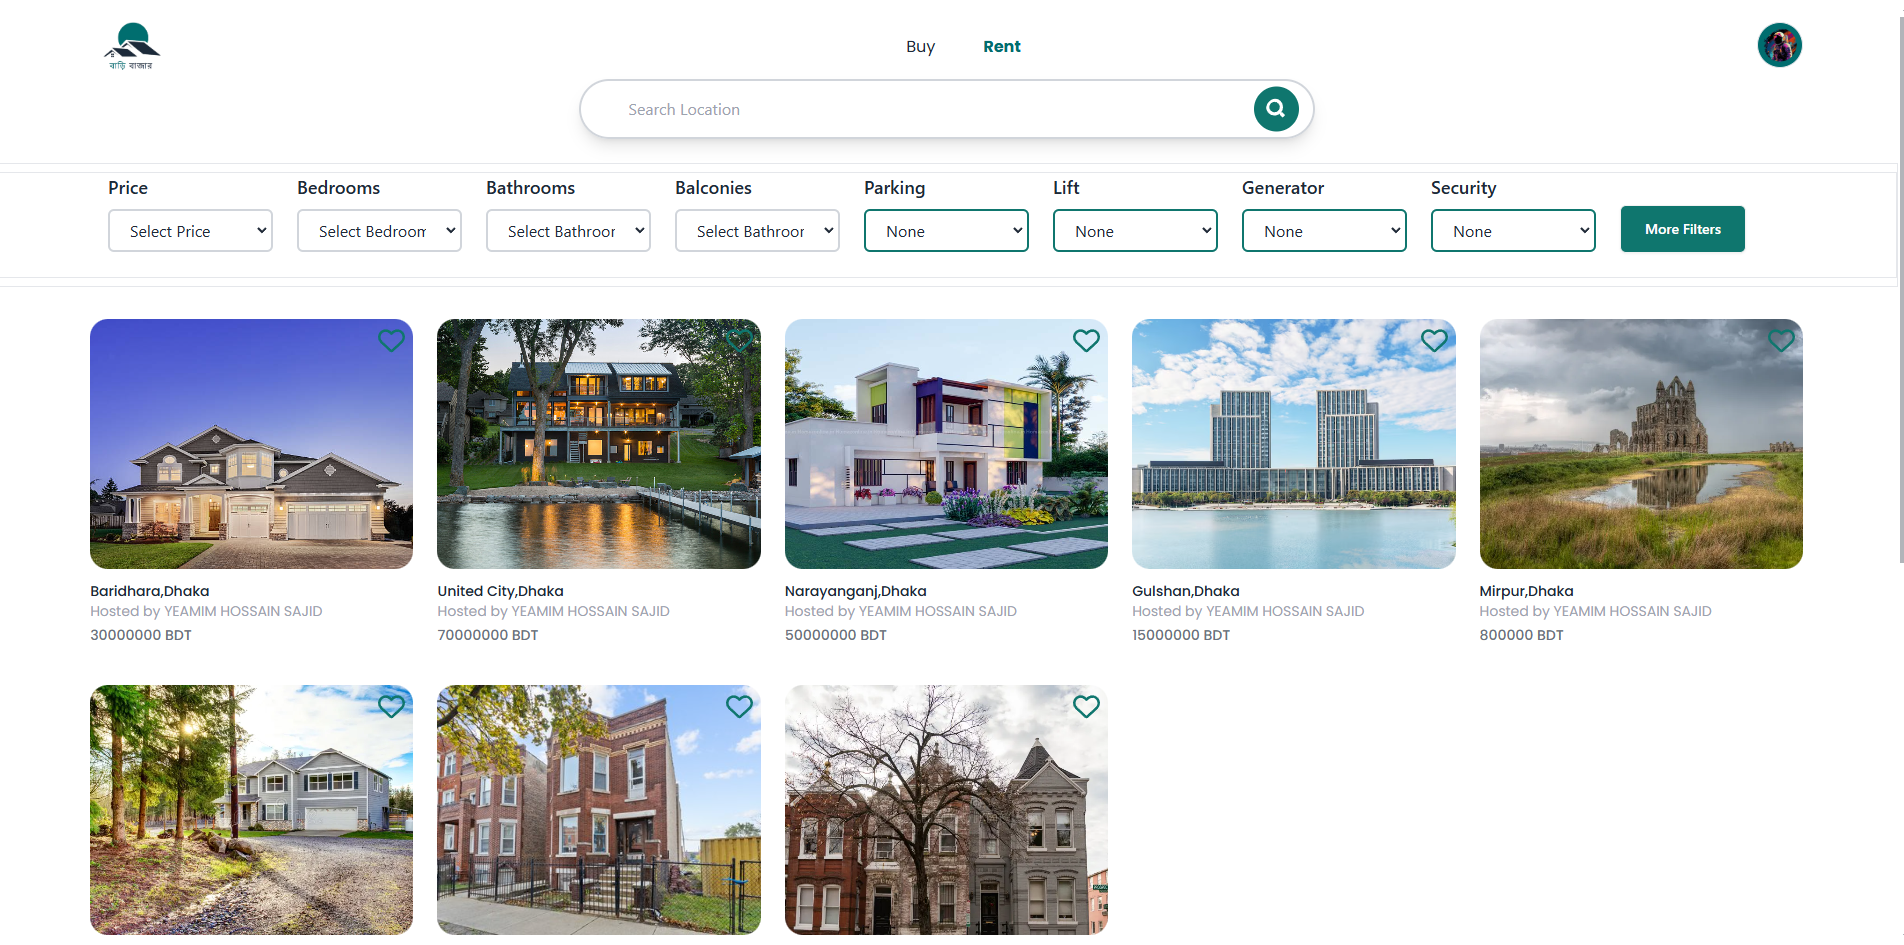 বাড়ি বাজার
Buy
Rent
Search Location
Price
Bedrooms
Bathrooms
Balconies
Parking
Lift
Generator
Security
Select Price
Select Bedroom
Select Bathroor
Select Bathroor
None
None
None
None
More Filters
Baridhara,Dhaka
Hosted by YEAMIM HOSSAIN SAJID
30000000 BDT
United City,Dhaka
Hosted by YEAMIM HOSSAIN SAJID
70000000 BDT
Narayanganj,Dhaka
Hosted by YEAMIM HOSSAIN SAJID
50000000 BDT
Gulshan,Dhaka
Hosted by YEAMIM HOSSAIN SAJID
15000000 BDT
Mirpur,Dhaka
Hosted by YEAMIM HOSSAIN SAJID
800000 BDT